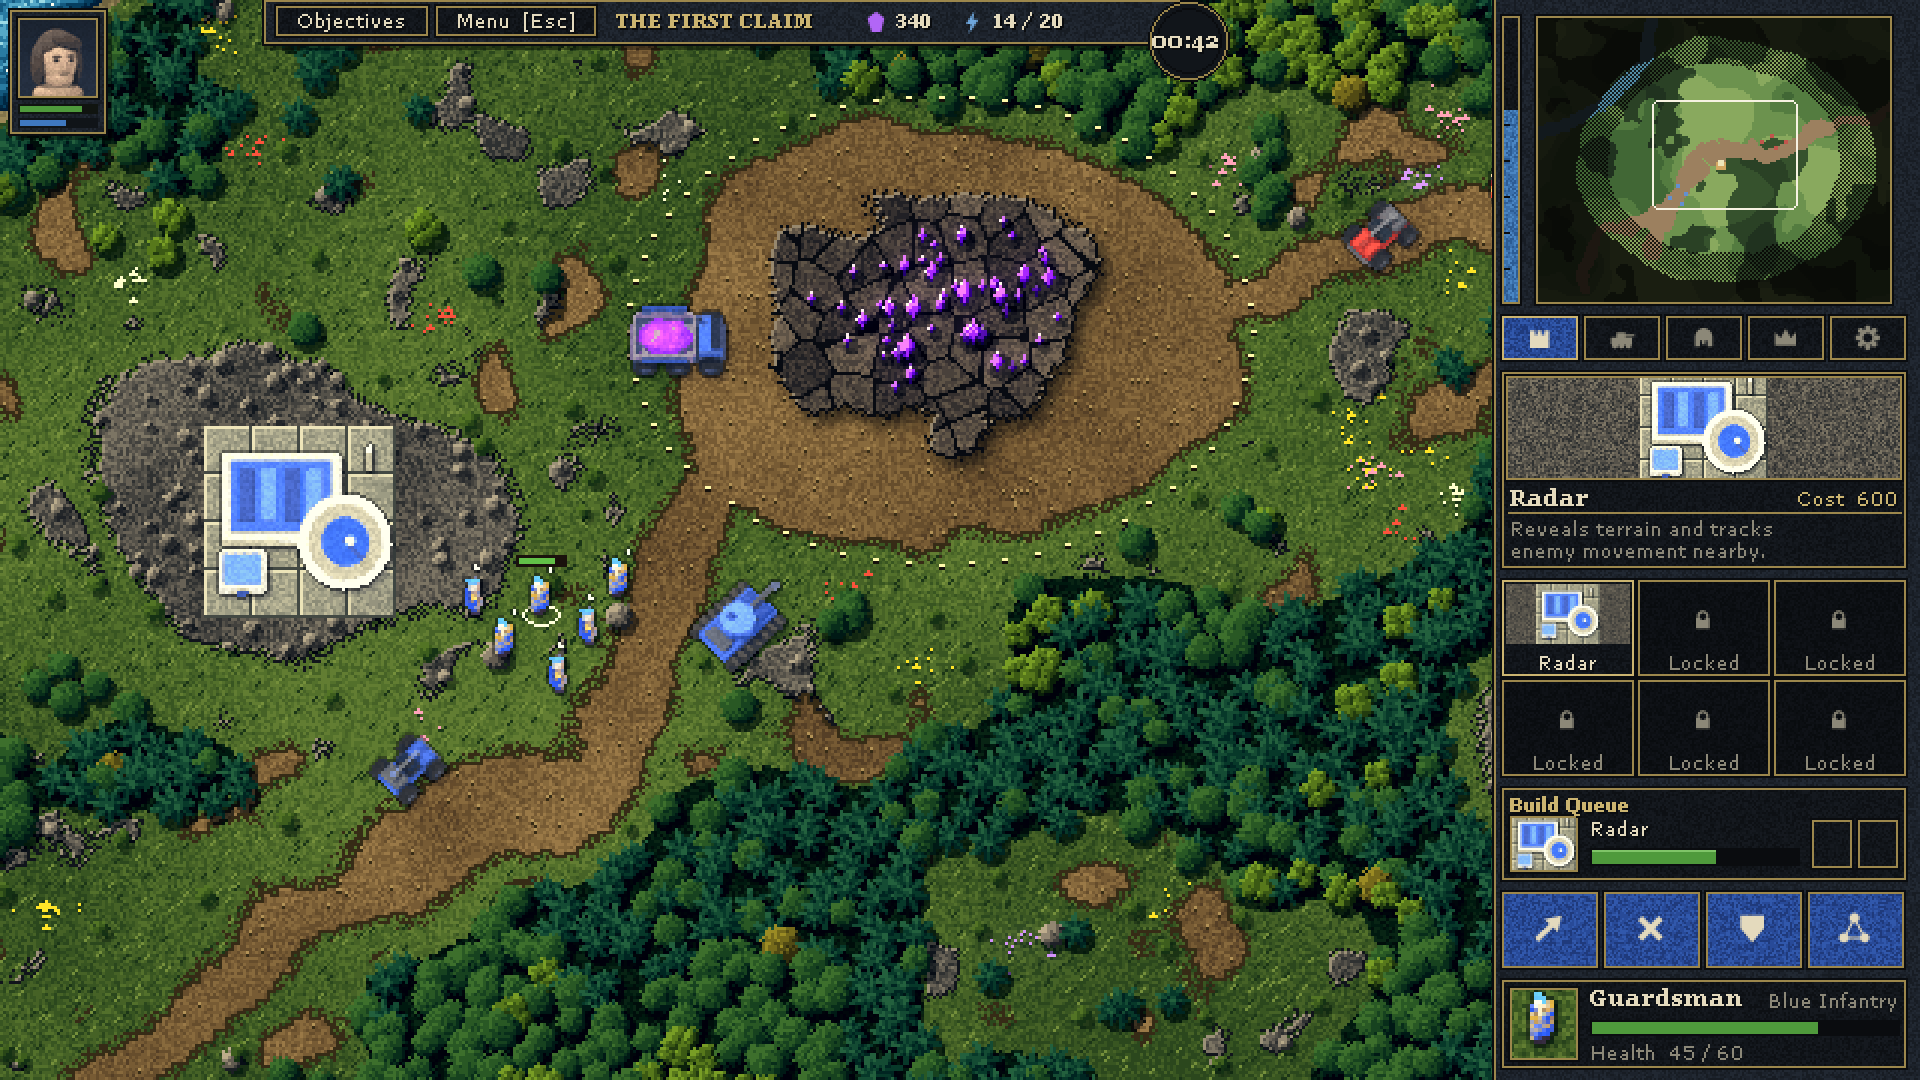 Objectives
Menu [Esc]
THE FIRST CLAIM
340
14 / 20
00:42
Radar
Cost 600
Reveals terrain and tracks
enemy movement nearby.
Radar
Locked
Locked
Locked
Locked
Locked
Build Queue
Radar
Guardsman
Blue Infantry
Health 45 / 60